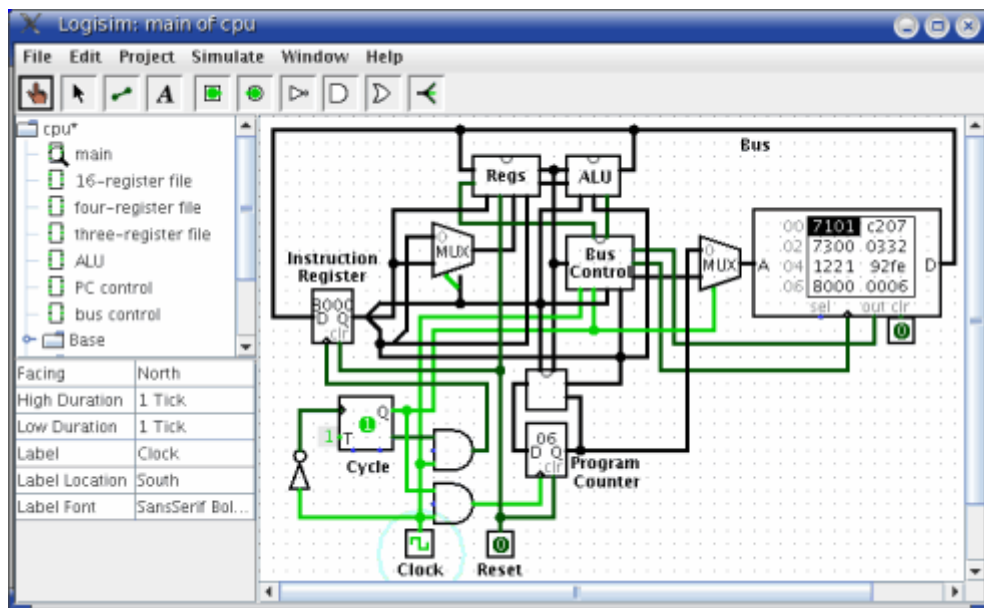 Logisim: main of cpu
File Edit Project Simulate Window Help
A
cpu*
main
16-register file
four-register file
three-register file
ALU
PC control
bus control
Base
Facing North
High Duration 1 Tick
Low Duration 1 Tick
Label Clock
Label Location South
Label Font SansSerif Bol...
Bus
Regs
ALU
0
MUX
Instruction
Register
8000
D Q
clr
Bus
Control
0
MUX
A
00 7101 c207
02 7300 0332
04 1221 92fe
06 8000 0006
D
sel out clr
0
Q
1
1 T
Cycle
06
D Q
clr
Program
Counter
0
Clock Reset